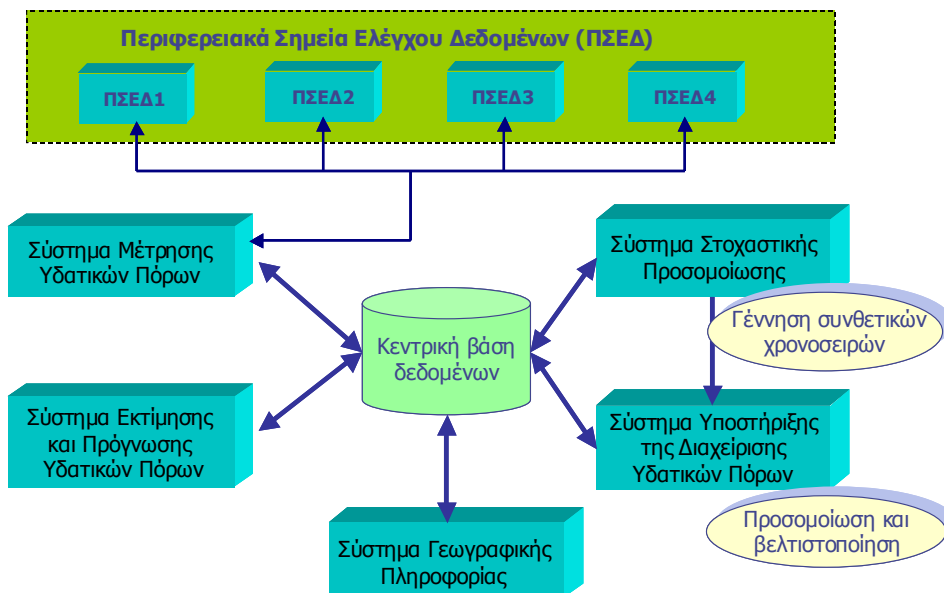 Περιφερειακά Σημεία Ελέγχου Δεδομένων (ΠΣΕΔ)
ΠΣΕΔ1
ΠΣΕΔ2
ΠΣΕΔ3
ΠΣΕΔ4
Σύστημα Μέτρησης
Υδατικών Πόρων
Σύστημα Στοχαστικής
Προσομοίωσης
Γέννηση συνθετικών
χρονοσειρών
Κεντρική βάση
δεδομένων
Σύστημα Εκτίμησης
και Πρόγνωσης
Υδατικών Πόρων
Σύστημα Υποστήριξης
της Διαχείρισης
Υδατικών Πόρων
Προσομοίωση και
βελτιστοποίηση
Σύστημα Γεωγραφικής
Πληροφορίας